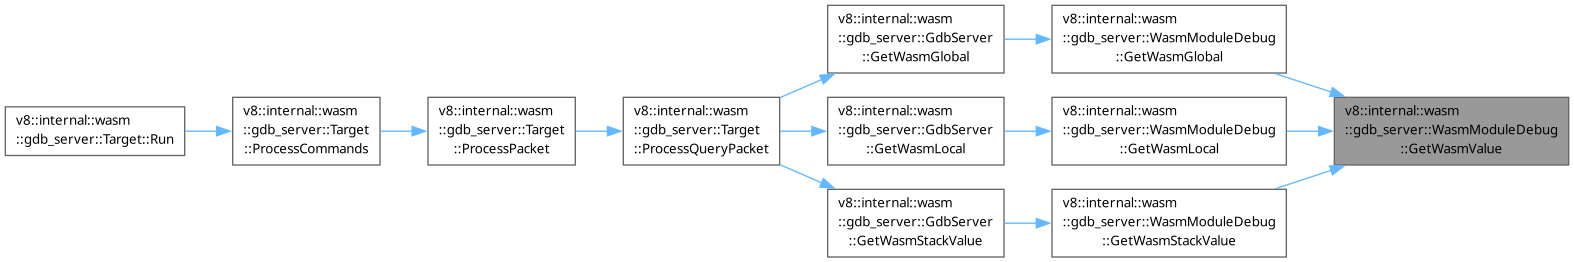 v8::internal::wasm
::gdb_server::Target::Run
v8::internal::wasm
::gdb_server::Target
::ProcessCommands
v8::internal::wasm
::gdb_server::Target
::ProcessPacket
v8::internal::wasm
::gdb_server::Target
::ProcessQueryPacket
v8::internal::wasm
::gdb_server::GdbServer
::GetWasmGlobal
v8::internal::wasm
::gdb_server::WasmModuleDebug
::GetWasmGlobal
v8::internal::wasm
::gdb_server::GdbServer
::GetWasmLocal
v8::internal::wasm
::gdb_server::WasmModuleDebug
::GetWasmLocal
v8::internal::wasm
::gdb_server::GdbServer
::GetWasmStackValue
v8::internal::wasm
::gdb_server::WasmModuleDebug
::GetWasmStackValue
v8::internal::wasm
::gdb_server::WasmModuleDebug
::GetWasmValue